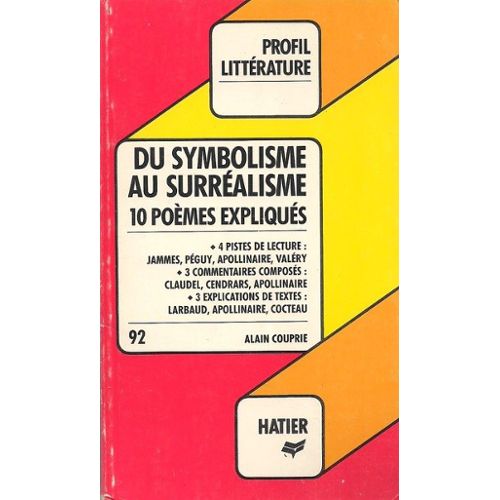 PROFIL
LITTÉRATURE
DU SYMBOLISME
AU SURRÉALISME
10 POÈMES EXPLIQUÉS
◆ 4 PISTES DE LECTURE :
JAMMES, PÉGUY, APOLLINAIRE, VALÉRY
◆ 3 COMMENTAIRES COMPOSÉS :
CLAUDEL, CENDRARS, APOLLINAIRE
◆ 3 EXPLICATIONS DE TEXTES :
LARBAUD, APOLLINAIRE, COCTEAU
92 ALAIN COUPRIE
HATIER